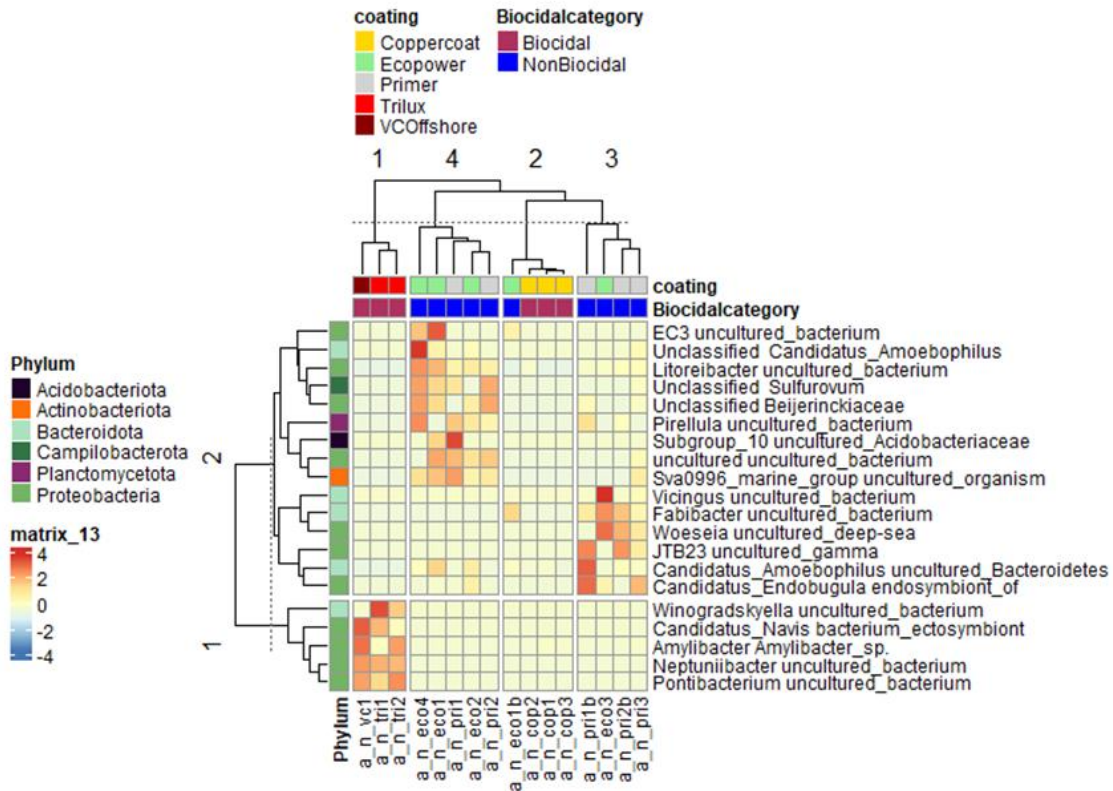 coating
Coppercoat
Ecopower
Primer
Trilux
VCOffshore
Biocidalcategory
Biocidal
NonBiocidal
1 4 2 3
coating
Biocidalcategory
Phylum
Acidobacteriota
Actinobacteriota
Bacteroidota
Campilobacterota
Planctomycetota
Proteobacteria
matrix_13
4
2
0
-2
-4
2
1
EC3 uncultured_bacterium
Unclassified Candidatus_Amoebophilus
Litoreibacter uncultured_bacterium
Unclassified Sulfurovum
Unclassified Beijerinckiaceae
Pirellula uncultured_bacterium
Subgroup_10 uncultured_Acidobacteriaceae
uncultured uncultured_bacterium
Sva0996_marine_group uncultured_organism
Vicingus uncultured_bacterium
Fabibacter uncultured_bacterium
Woeseia uncultured_deep-sea
JTB23 uncultured_gamma
Candidatus_Amoebophilus uncultured_Bacteroidetes
Candidatus_Endobugula endosymbiont_of
Winogradskyella uncultured_bacterium
Candidatus_Navis bacterium_ectosymbiont
Amylibacter Amylibacter_sp.
Neptuniibacter uncultured_bacterium
Pontibacterium uncultured_bacterium
Phylum
a_n_vc1
a_n_tri1
a_n_tri2
a_n_eco4
a_n_eco1
a_n_pri1
a_n_eco2
a_n_pri2
a_n_eco1b
a_n_cop2
a_n_cop1
a_n_cop3
a_n_pri1b
a_n_eco3
a_n_pri2b
a_n_pri3